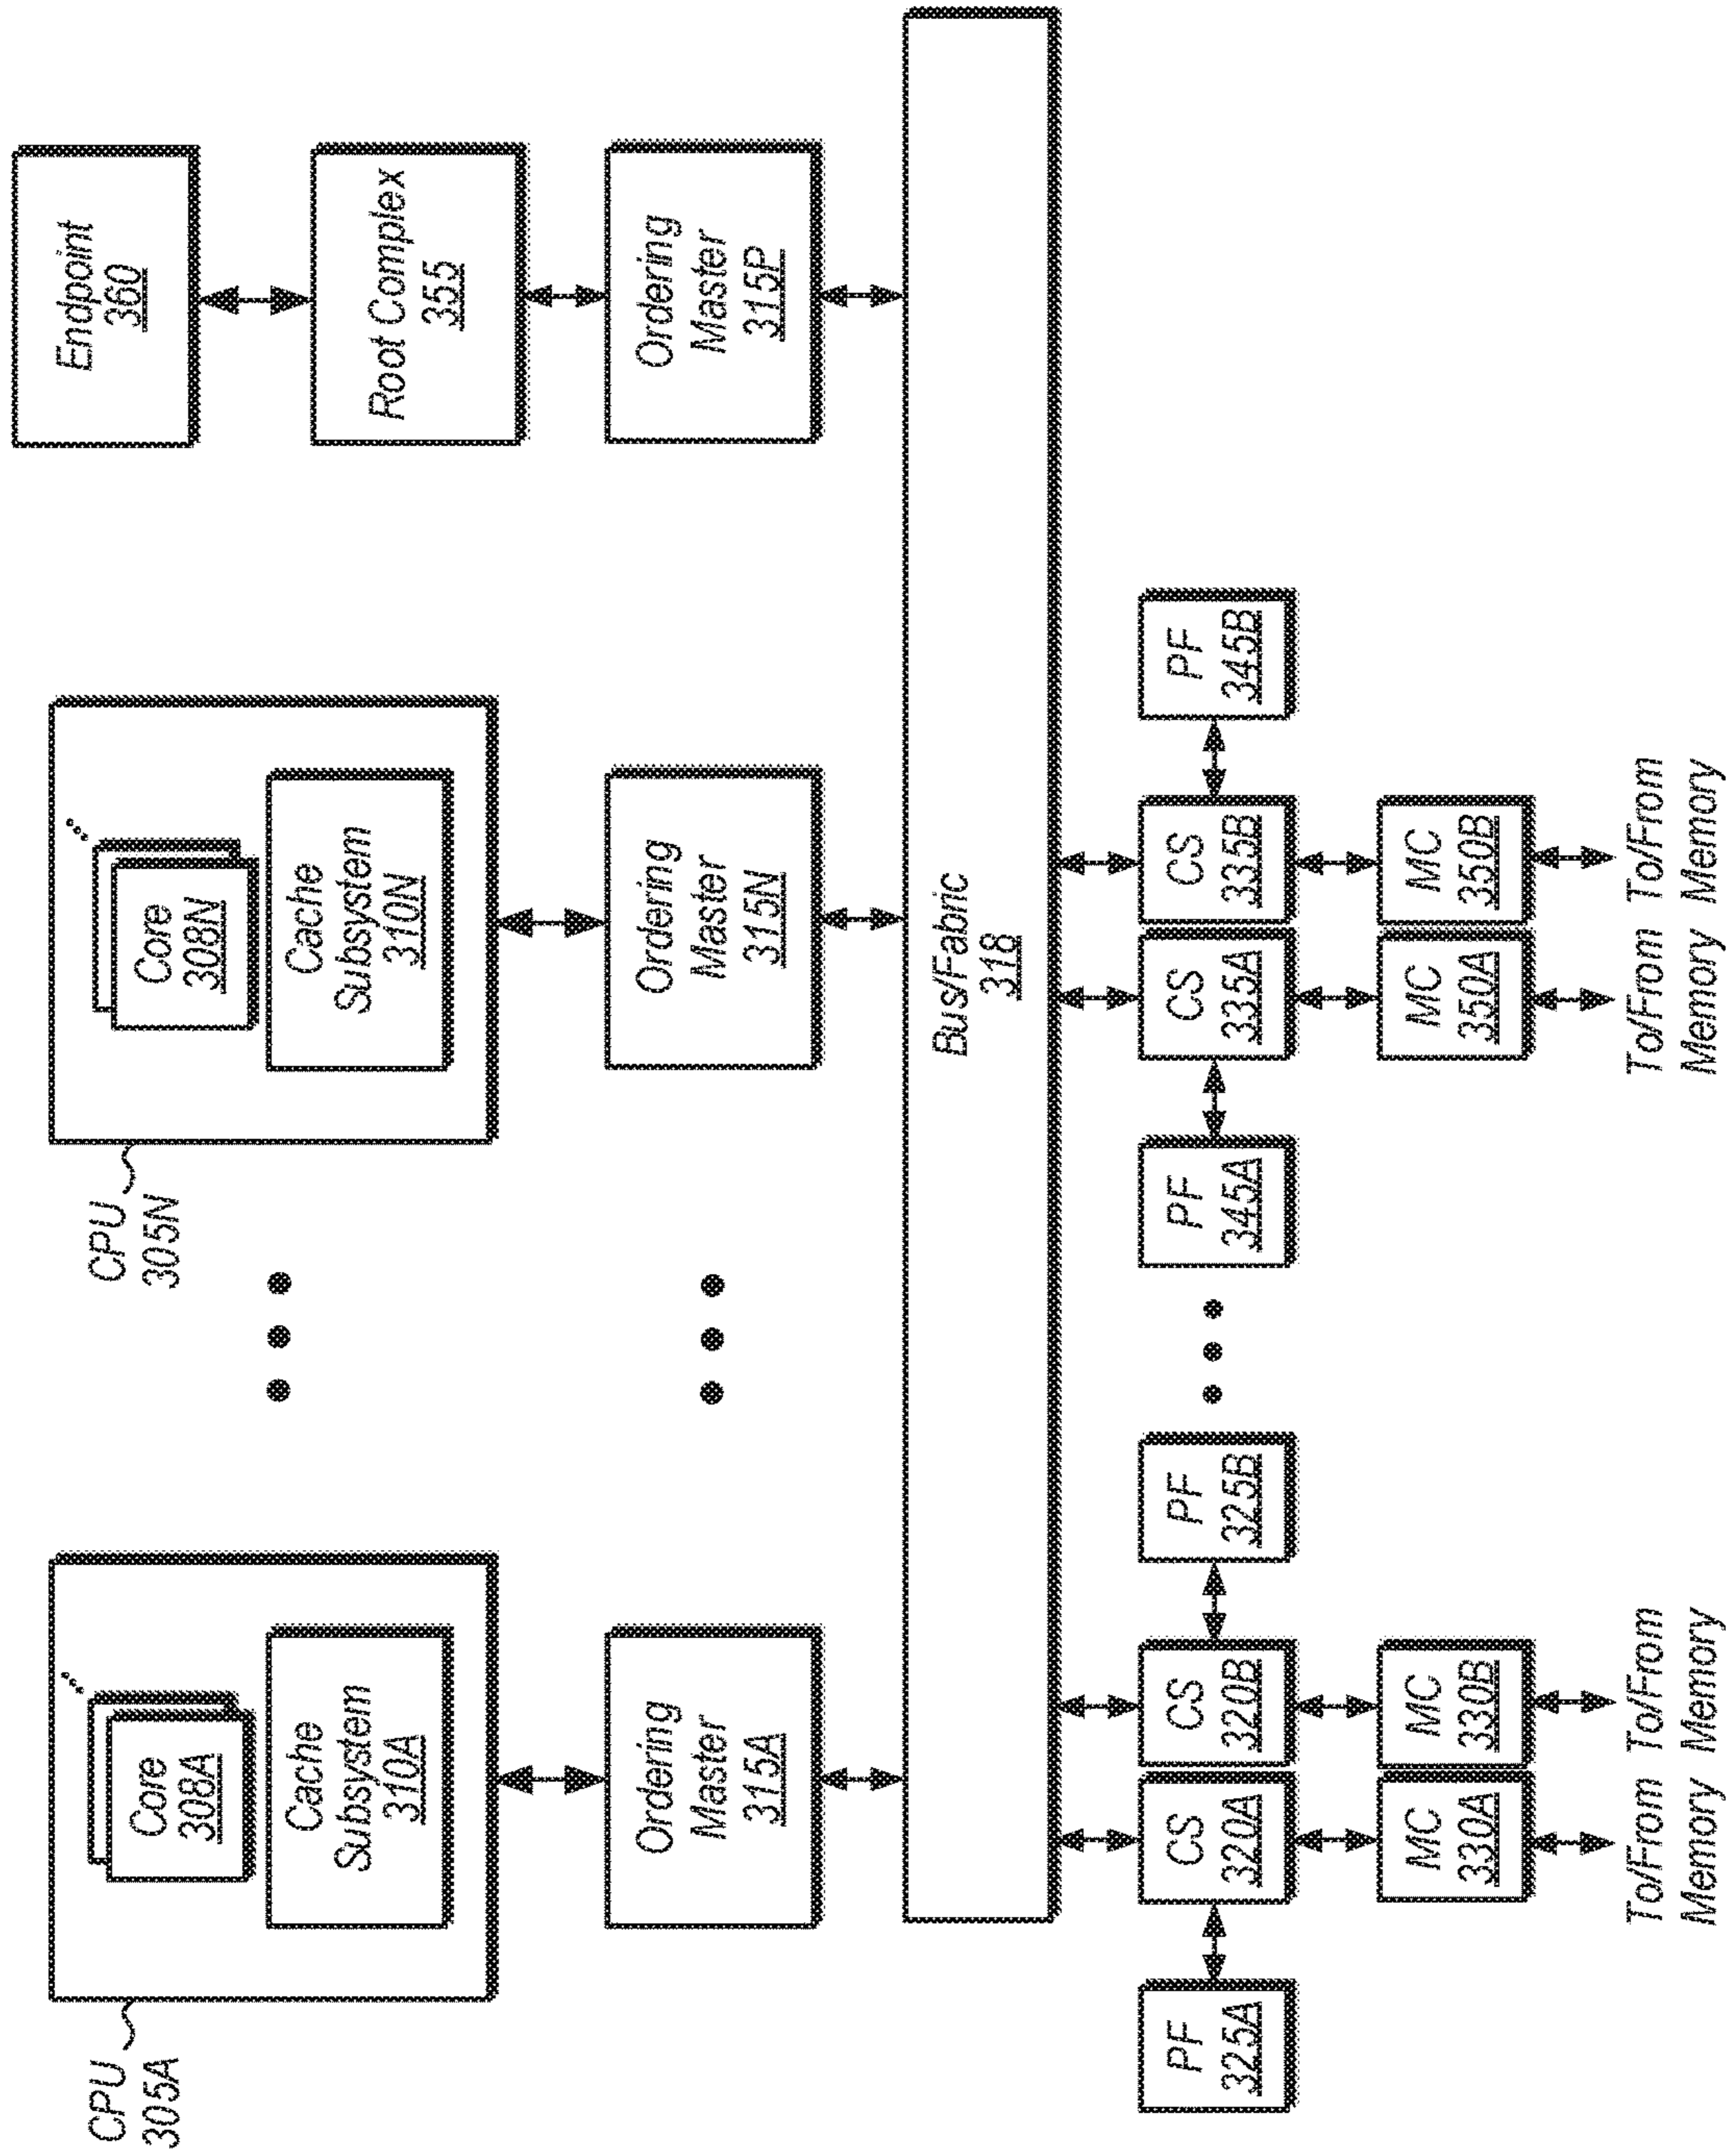 CPU
305A
Core
308A
...
Cache
Subsystem
310A
CPU
305N
Core
308N
...
Cache
Subsystem
310N
Endpoint
360
Root Complex
355
Ordering
Master
315A
Ordering
Master
315N
Ordering
Master
315P
Bus/Fabric
318
PF
325A
CS
320A
CS
320B
PF
325B
PF
345A
CS
335A
CS
335B
PF
345B
MC
330A
MC
330B
MC
350A
MC
350B
To/From
Memory
To/From
Memory
To/From
Memory
To/From
Memory